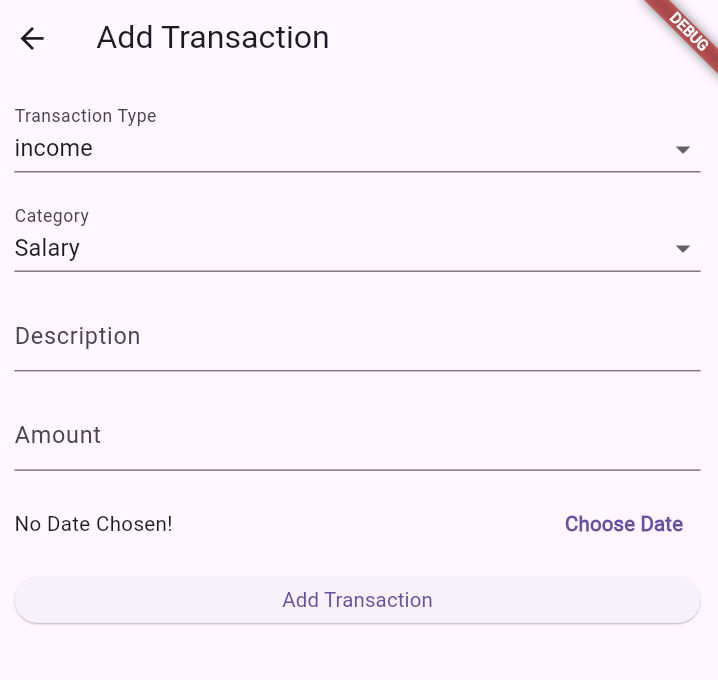 Add Transaction
DEBUG
Transaction Type
income
Category
Salary
Description
Amount
No Date Chosen!
Choose Date
Add Transaction